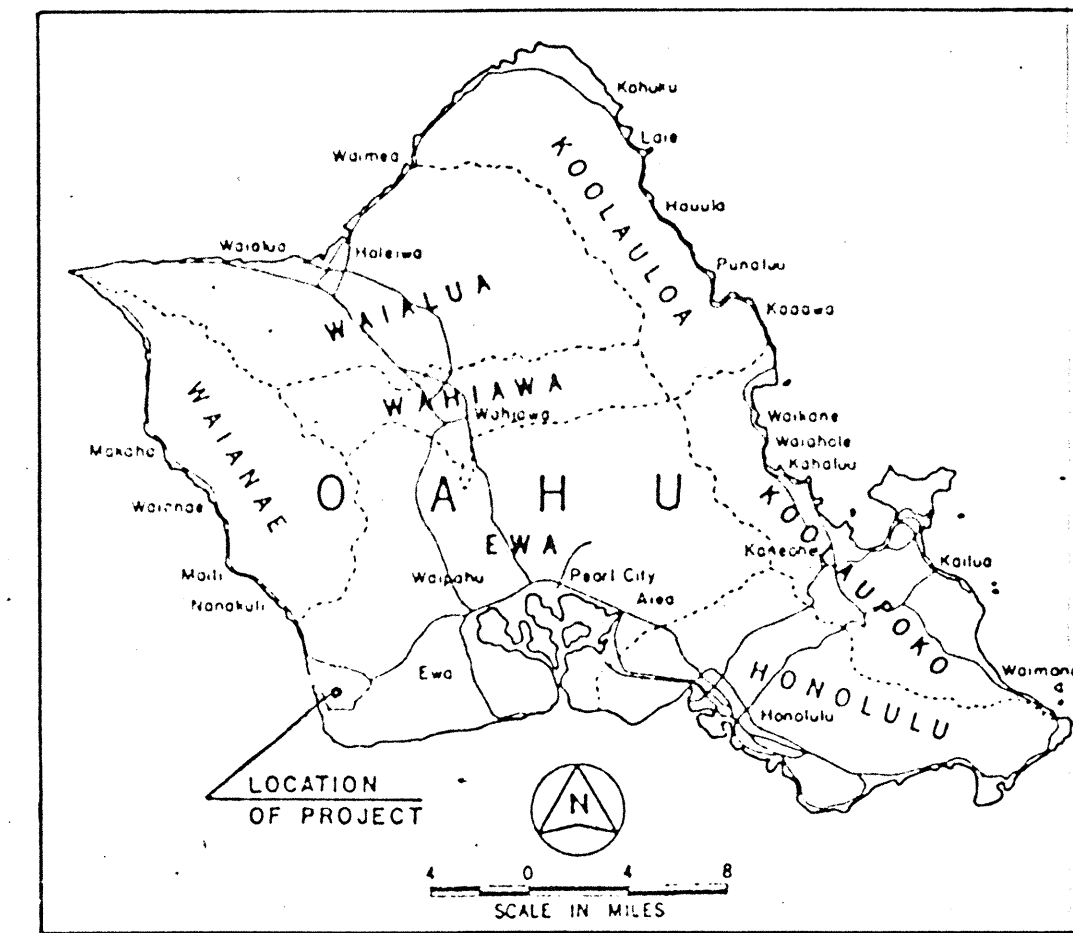 Kahuku
Laie
Waimea
KOOLAULOA
Hauula
Waialua
Haleiwa
Punaluu
WAIALUA
Kaaawa
WAIANAE
WAHIAWA
Wahiawa
Waikane
Waiahole
Makaha
Kahaluu
OAHU
Waianae
KOOLAUPOKO
EWA
Kaneohe
Kailua
Maili
Waipahu
Pearl City
Nanakuli
Aiea
Ewa
HONOLULU
Honolulu
LOCATION
OF PROJECT
N
4 0 4 8
SCALE IN MILES